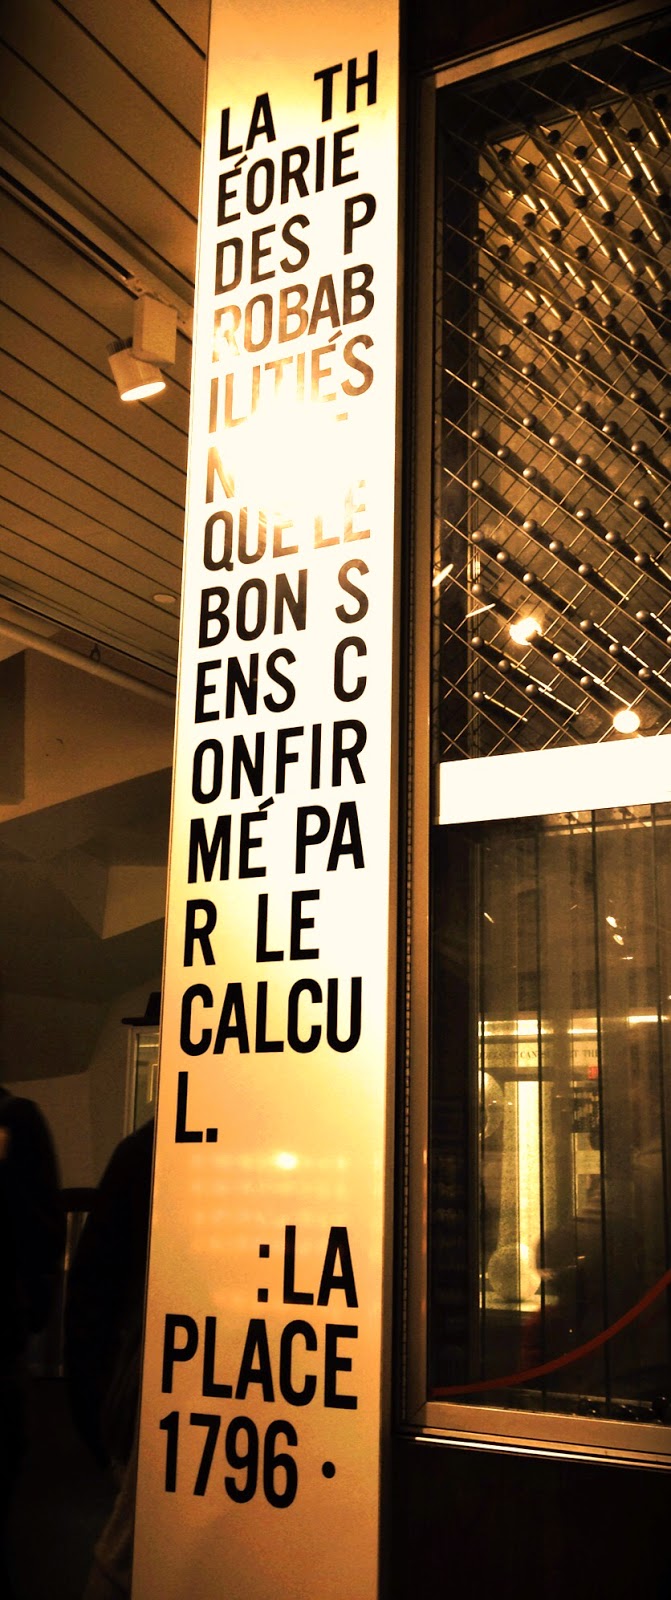 LA TH
ÉORIE
DES P
ROBAB
ILITIÉS
N
QUE LE
BON S
ENS C
ONFIR
MÉ PA
R LE
CALCU
L.
:LA
PLACE
1796 ·